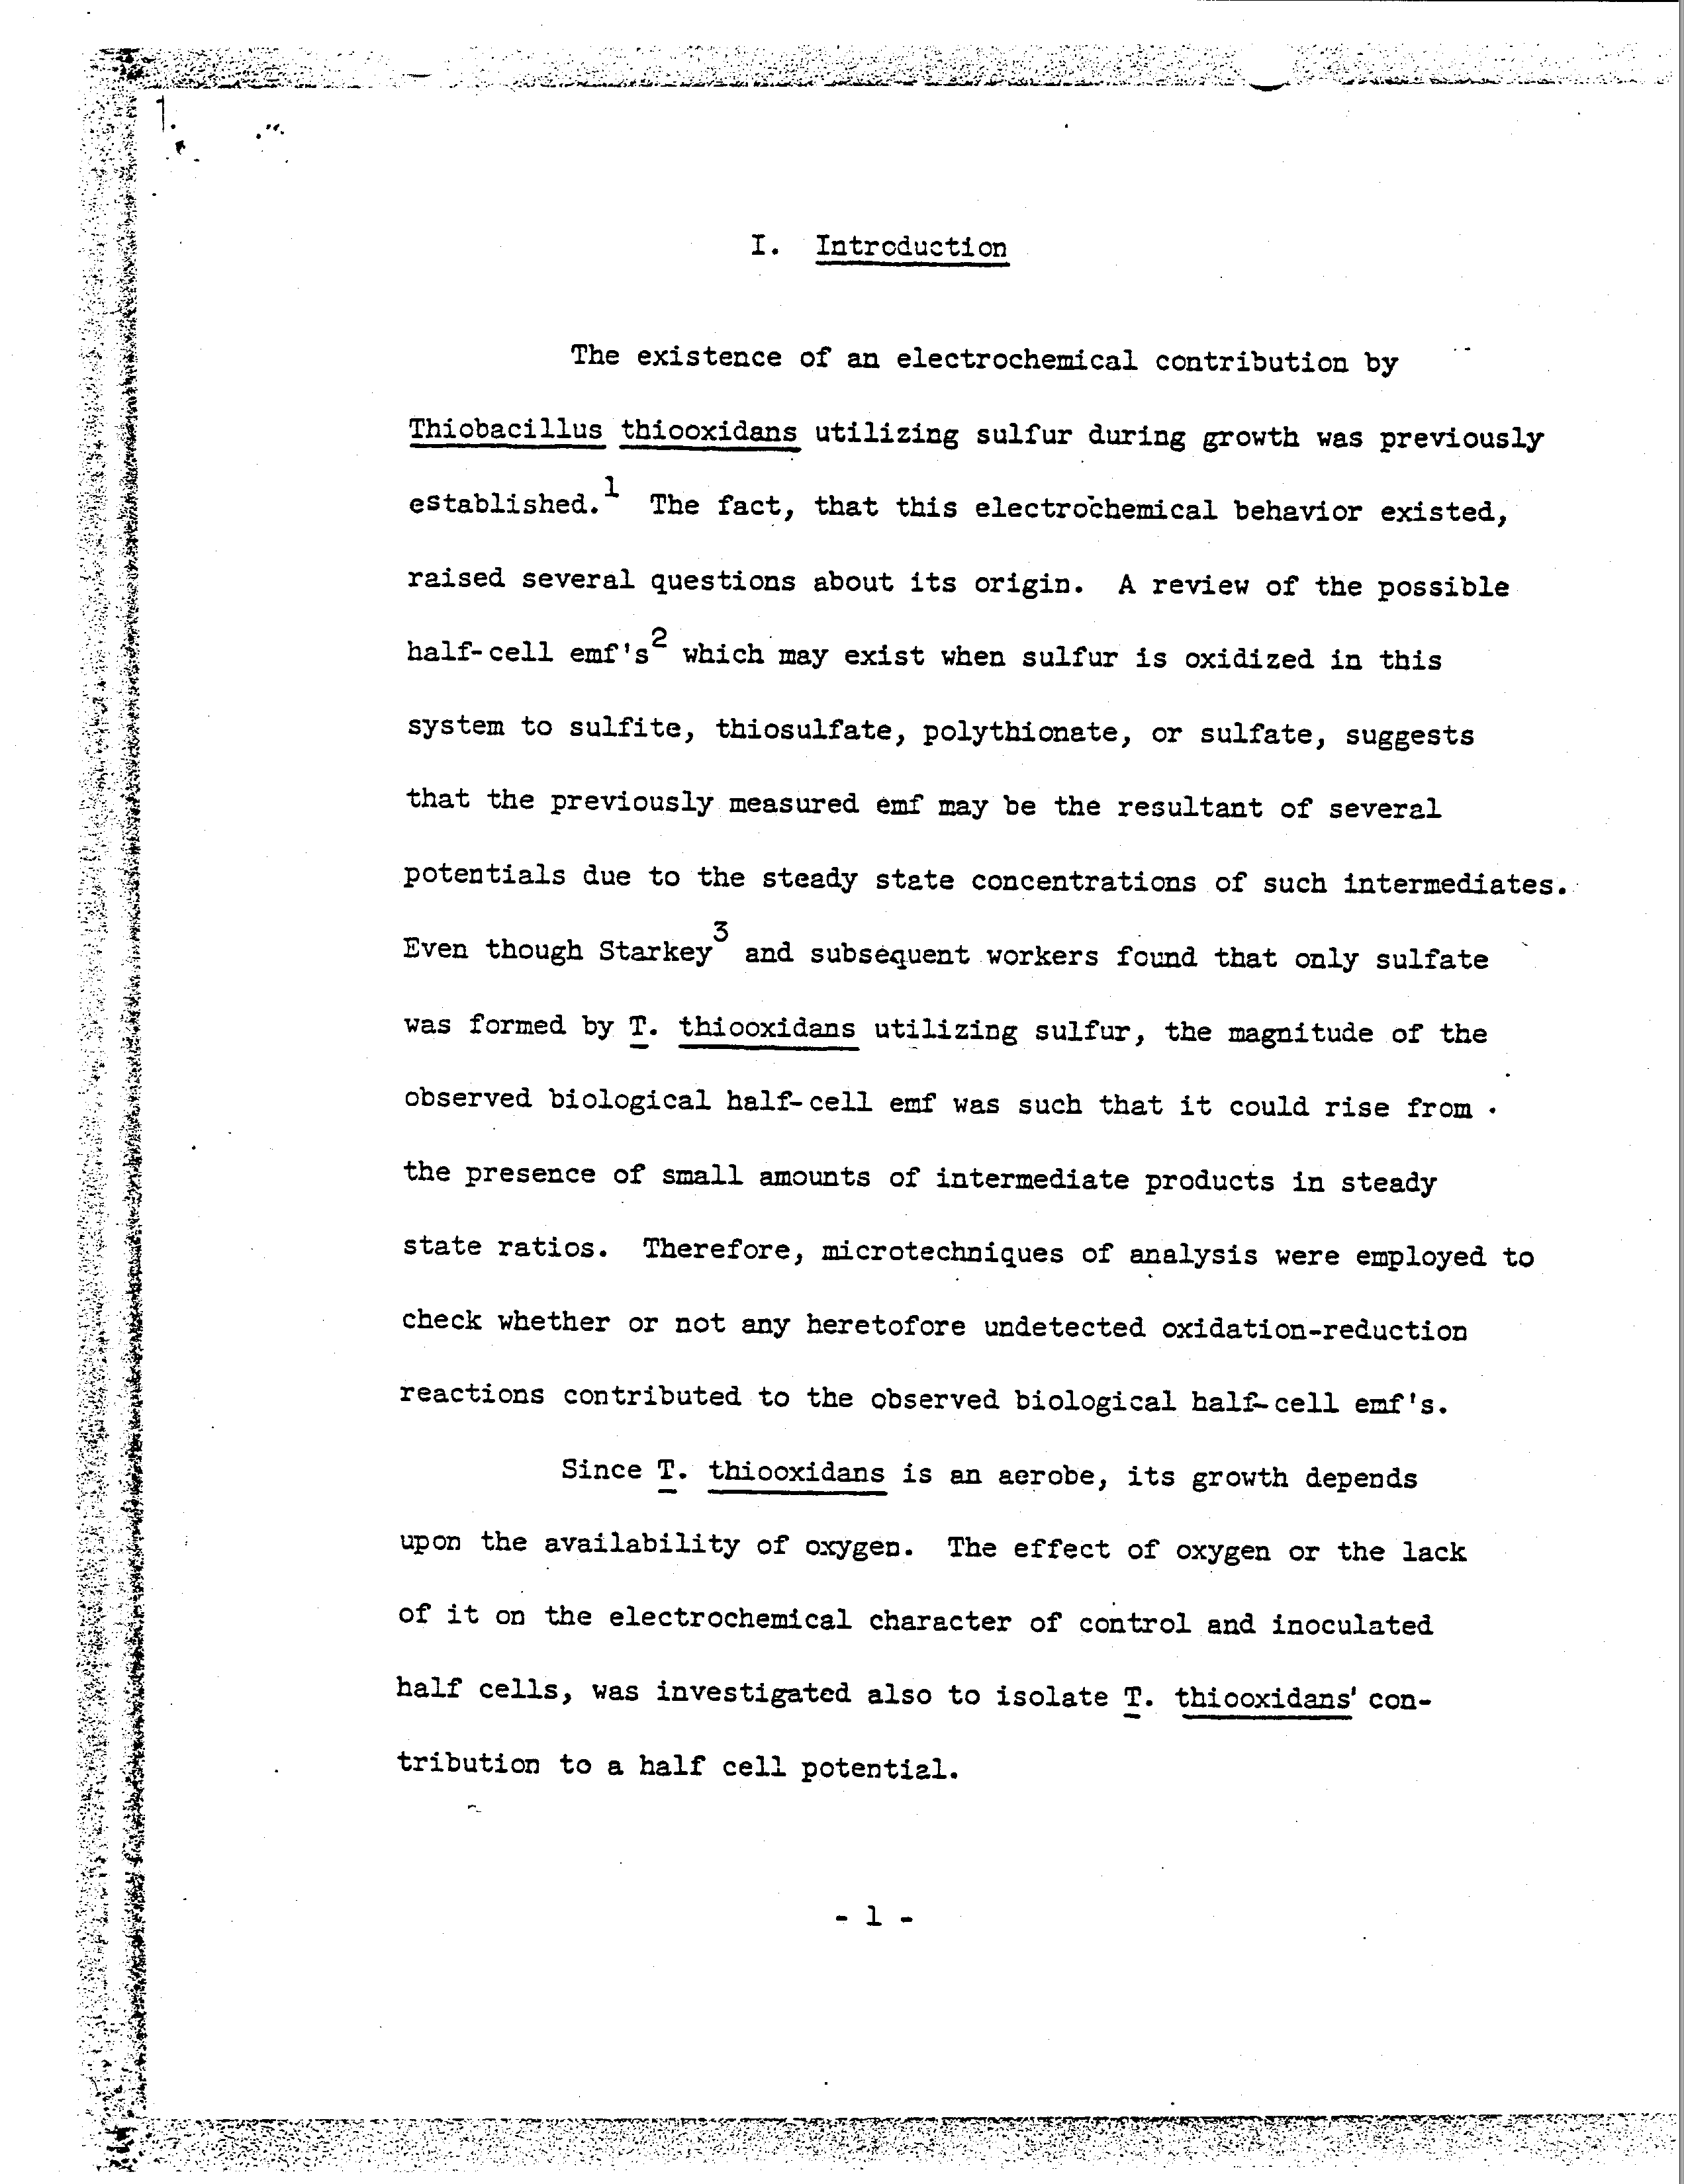 I. Introduction
The existence of an electrochemical contribution by
Thiobacillus thiooxidans utilizing sulfur during growth was previously
established.1 The fact, that this electrochemical behavior existed,
raised several questions about its origin. A review of the possible
half-cell emf's2 which may exist when sulfur is oxidized in this
system to sulfite, thiosulfate, polythionate, or sulfate, suggests
that the previously measured emf may be the resultant of several
potentials due to the steady state concentrations of such intermediates.
Even though Starkey3 and subsequent workers found that only sulfate
was formed by T. thiooxidans utilizing sulfur, the magnitude of the
observed biological half-cell emf was such that it could rise from
the presence of small amounts of intermediate products in steady
state ratios. Therefore, microtechniques of analysis were employed to
check whether or not any heretofore undetected oxidation-reduction
reactions contributed to the observed biological half-cell emf's.
Since T. thiooxidans is an aerobe, its growth depends
upon the availability of oxygen. The effect of oxygen or the lack
of it on the electrochemical character of control and inoculated
half cells, was investigated also to isolate T. thiooxidans' con-
tribution to a half cell potential.
- 1 -